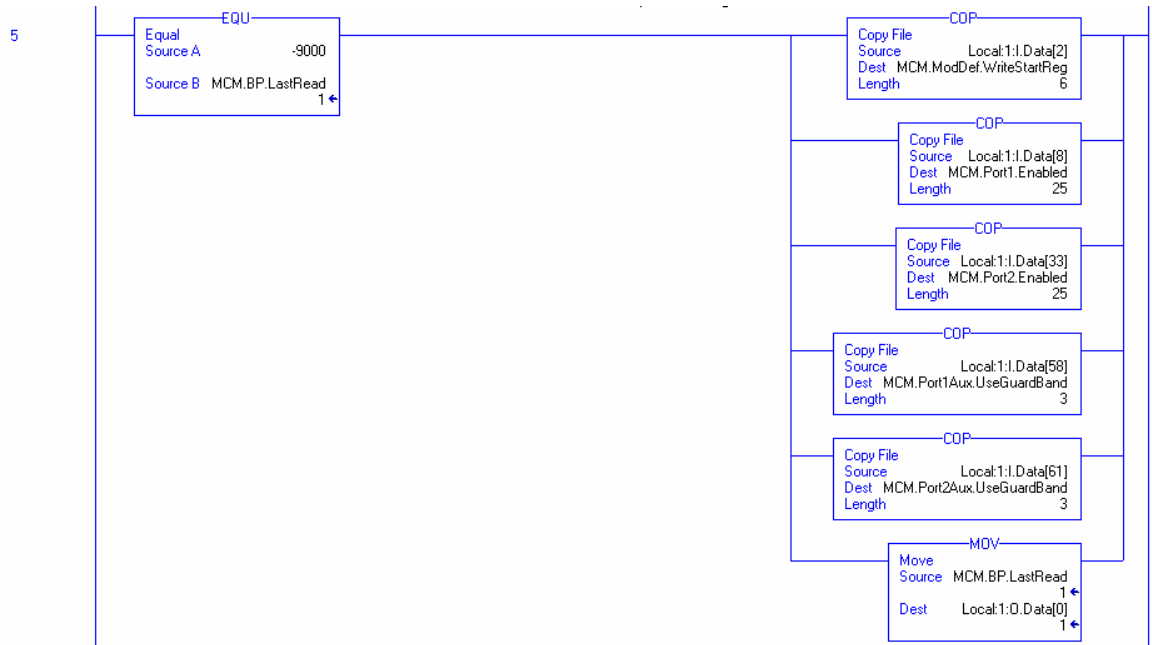 5
EQU
Equal
Source A -9000
Source B MCM.BP.LastRead
1
COP
Copy File
Source Local:1:I.Data[2]
Dest MCM.ModDef.WriteStartReg
Length 6
COP
Copy File
Source Local:1:I.Data[8]
Dest MCM.Port1.Enabled
Length 25
COP
Copy File
Source Local:1:I.Data[33]
Dest MCM.Port2.Enabled
Length 25
COP
Copy File
Source Local:1:I.Data[58]
Dest MCM.Port1Aux.UseGuardBand
Length 3
COP
Copy File
Source Local:1:I.Data[61]
Dest MCM.Port2Aux.UseGuardBand
Length 3
MOV
Move
Source MCM.BP.LastRead
1
Dest Local:1:O.Data[0]
1